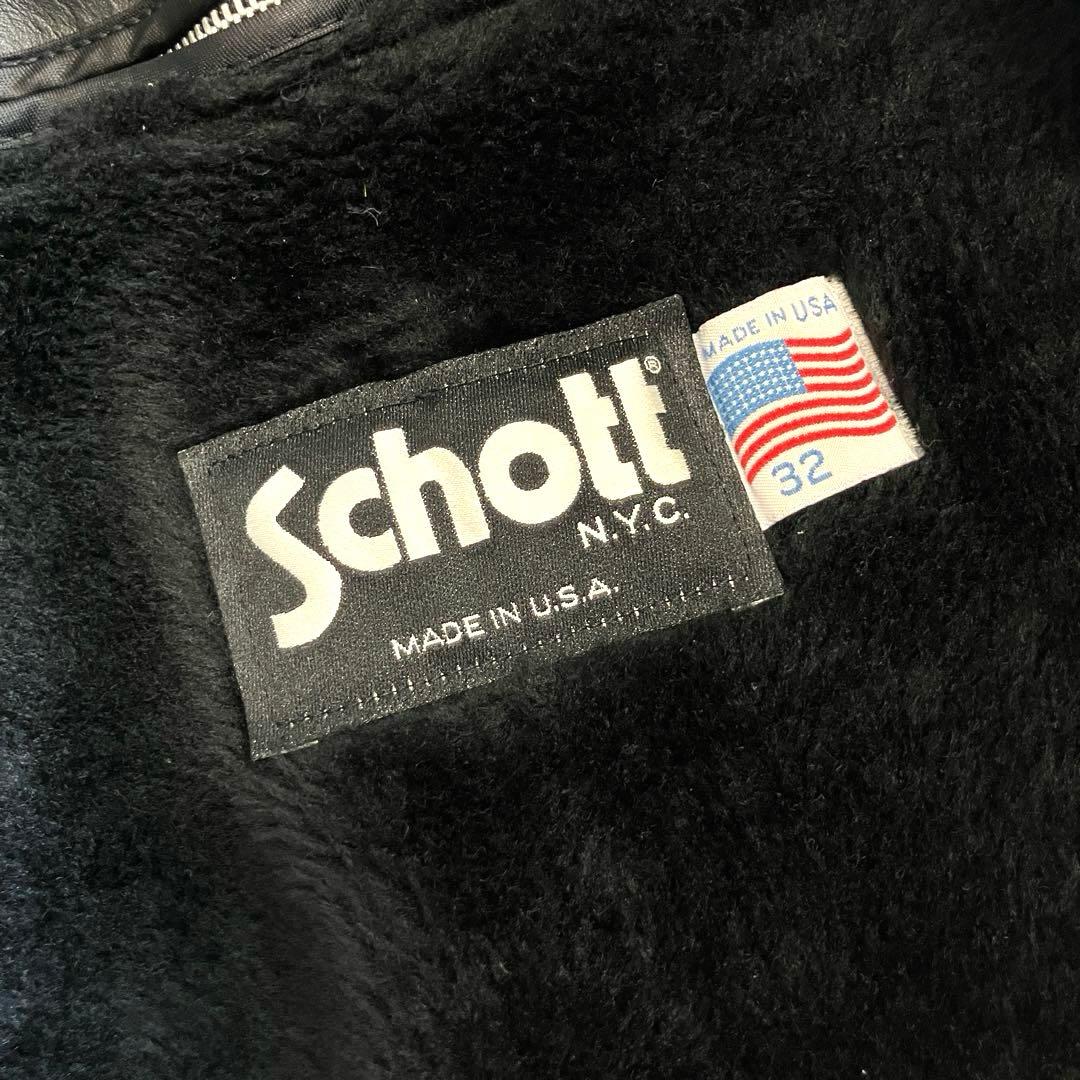 Schott®
N.Y.C.
MADE IN U.S.A.
MADE IN USA
32